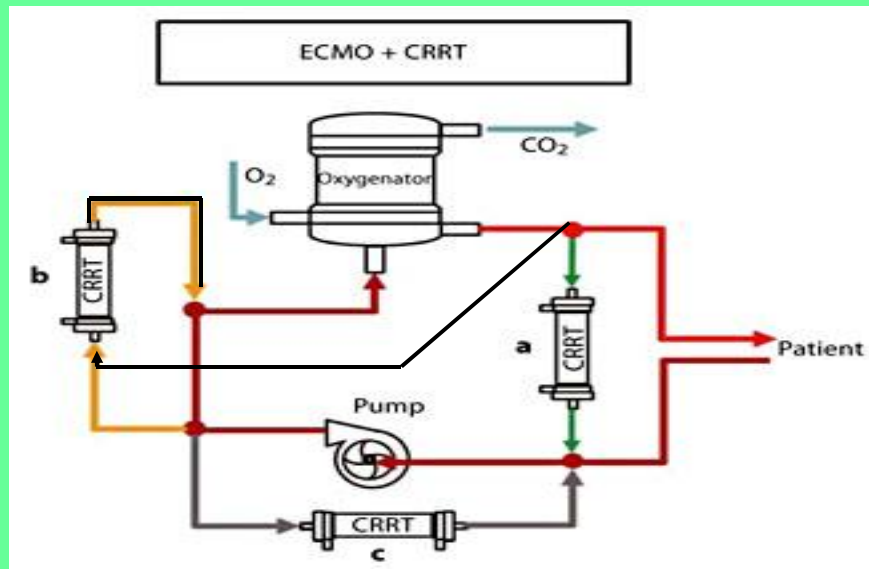 ECMO + CRRT
CO₂
O₂
Oxygenator
b
CRRT
a
CRRT
Patient
Pump
CRRT
c